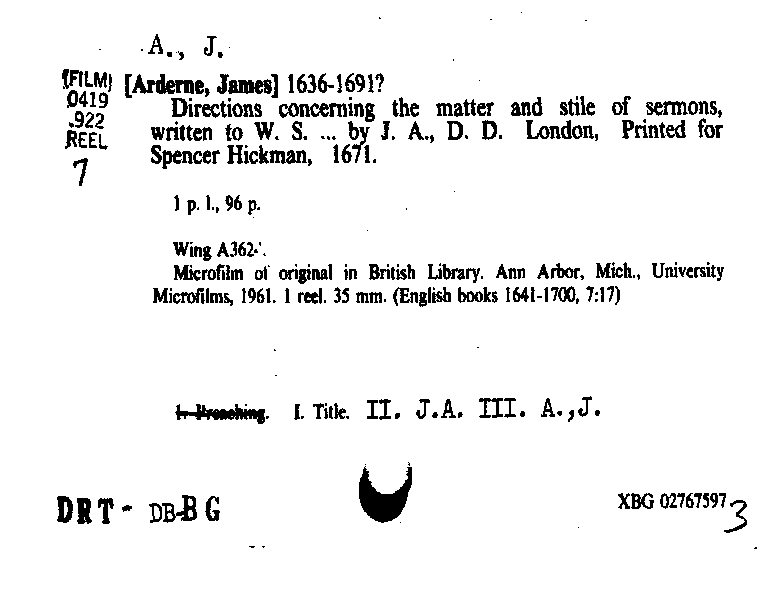 A., J.
(FILM) [Arderne, James] 1636-1691?
0419 Directions concerning the matter and stile of sermons,
.922 written to W. S. ... by J. A., D. D. London, Printed for
REEL Spencer Hickman, 1671.
7
1 p. l., 96 p.
Wing A362-'.
Microfilm of original in British Library. Ann Arbor, Mich., University
Microfilms, 1961. 1 reel. 35 mm. (English books 1641-1700, 7:17)
1. Preaching. I. Title. II. J.A. III. A.,J.
DRT - DB-BG XBG 02767597 3